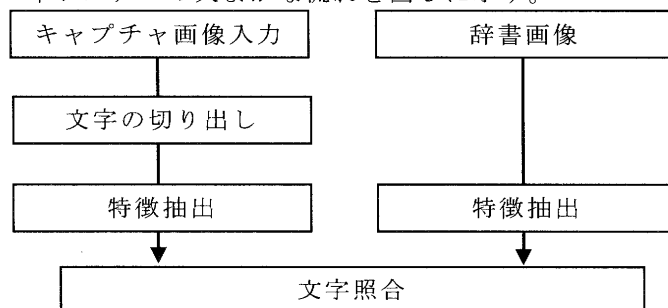 キャプチャ画像入力
辞書画像
文字の切り出し
特徴抽出
特徴抽出
文字照合